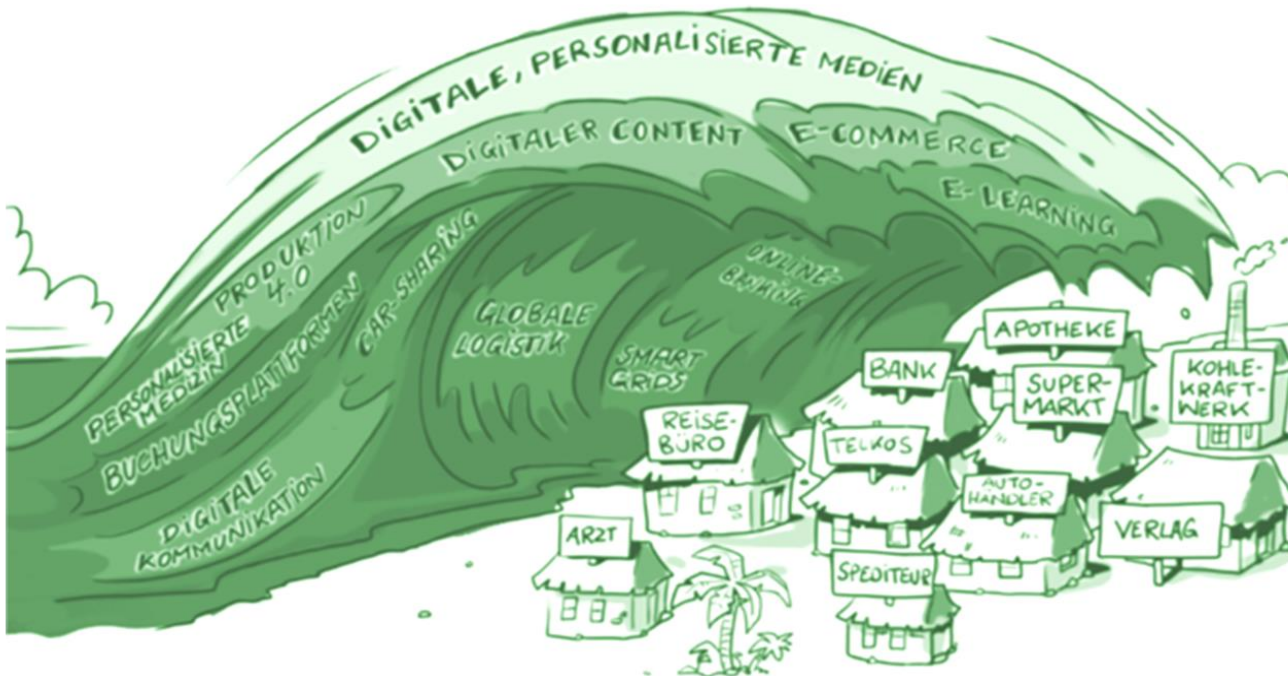 DIGITALE, PERSONALISIERTE MEDIEN
DIGITALER CONTENT
E-COMMERCE
E-LEARNING
PRODUKTION
4.0
PERSONALISIERTE
MEDIZIN
BUCHUNGSPLATTFORMEN
CAR-SHARING
DIGITALE
KOMMUNIKATION
GLOBALE
LOGISTIK
SMART
GRIDS
ONLINE-
BANKING
APOTHEKE
BANK
SUPER-
MARKT
KOHLE-
KRAFT-
WERK
REISE-
BÜRO
TELKOS
AUTO-
HÄNDLER
VERLAG
ARZT
SPEDITEUR